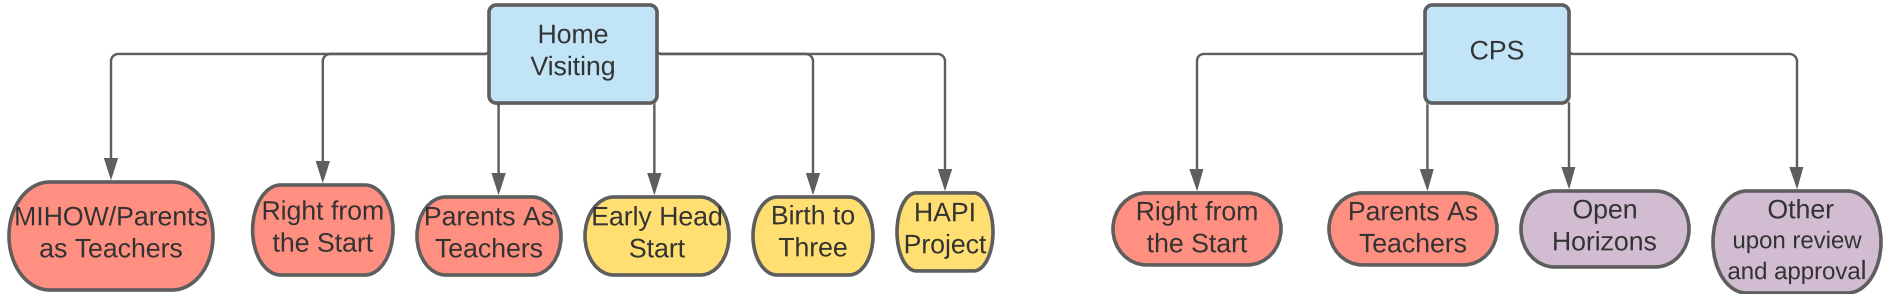 Home
Visiting
CPS
MIHOW/Parents
as Teachers
Right from
the Start
Parents As
Teachers
Early Head
Start
Birth to
Three
HAPI
Project
Right from
the Start
Parents As
Teachers
Open
Horizons
Other
upon review
and approval